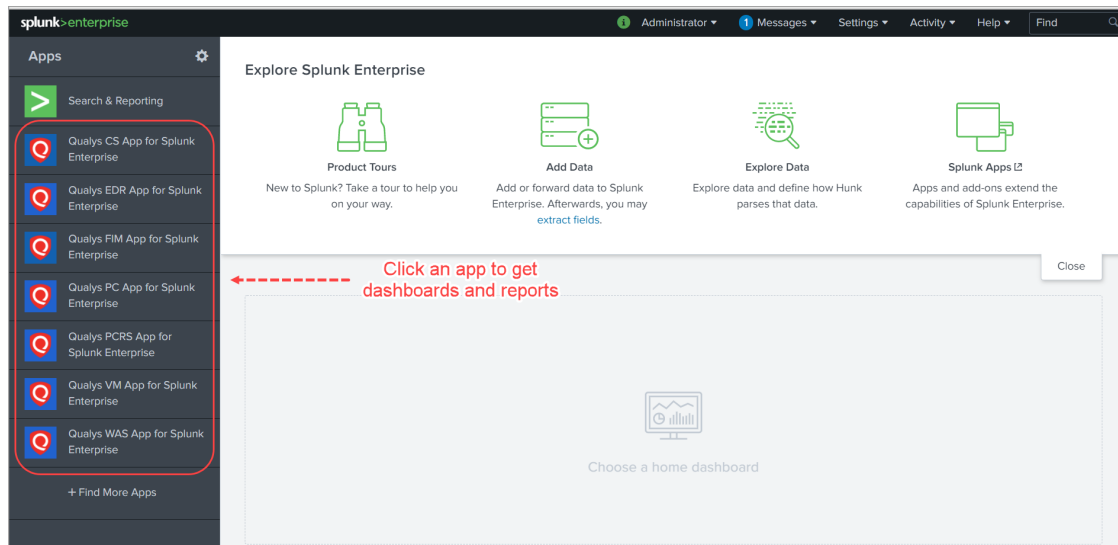 splunk>enterprise
i Administrator ▾ 1 Messages ▾ Settings ▾ Activity ▾ Help ▾ Find
Apps
Search & Reporting
Qualys CS App for Splunk
Enterprise
Qualys EDR App for Splunk
Enterprise
Qualys FIM App for Splunk
Enterprise
Qualys PC App for Splunk
Enterprise
Qualys PCRS App for
Splunk Enterprise
Qualys VM App for Splunk
Enterprise
Qualys WAS App for Splunk
Enterprise
+ Find More Apps
Explore Splunk Enterprise
Product Tours
New to Splunk? Take a tour to help you
on your way.
Add Data
Add or forward data to Splunk
Enterprise. Afterwards, you may
extract fields.
Explore Data
Explore data and define how Hunk
parses that data.
Splunk Apps
Apps and add-ons extend the
capabilities of Splunk Enterprise.
Close
Click an app to get
dashboards and reports
Choose a home dashboard